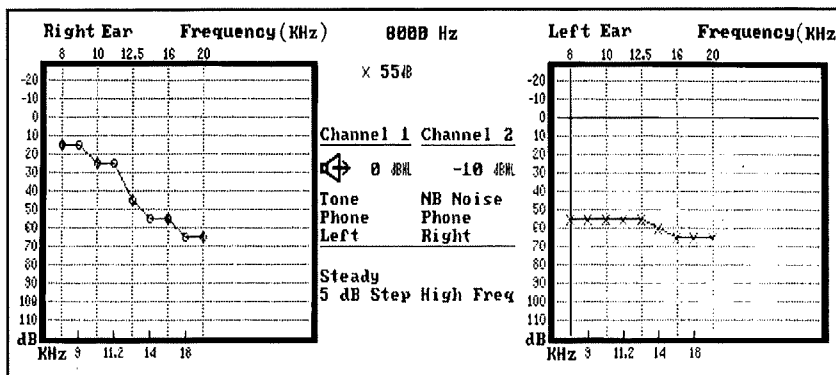 Right Ear Frequency(KHz)
8 10 12.5 16 20
-20
-10
0
10
20
30
40
50
60
70
80
90
100
110
dB
KHz 9 11.2 14 18
8000 Hz
× 55dB
Channel 1 Channel 2
0 dBHL -10 dBHL
Tone NB Noise
Phone Phone
Left Right
Steady
5 dB Step High Freq
Left Ear Frequency(KHz
8 10 12.5 16 20
-20
-10
0
10
20
30
40
50
60
70
80
90
100
110
dB
KHz 9 11.2 14 18